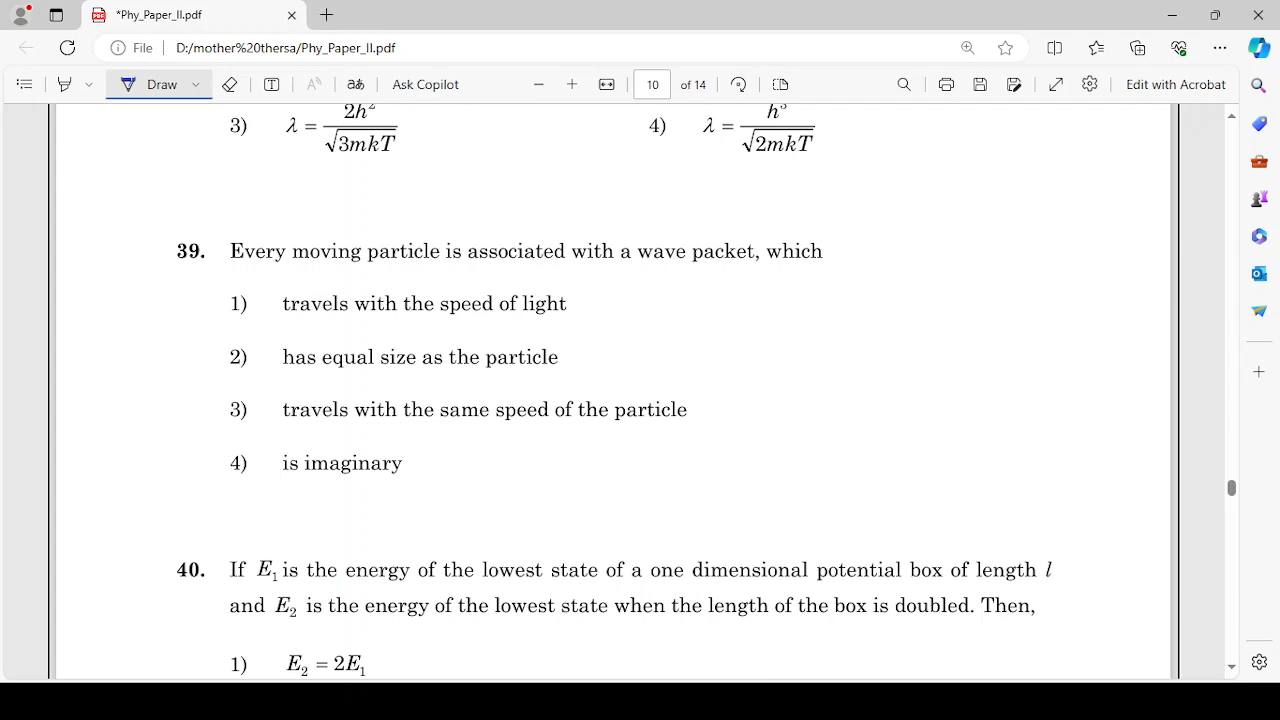 *Phy_Paper_II.pdf
File D:/mother%20thersa/Phy_Paper_II.pdf
Draw Ask Copilot 10 of 14 Edit with Acrobat
3) λ = 2h² / √3mkT 4) λ = h³ / √2mkT
39. Every moving particle is associated with a wave packet, which
1) travels with the speed of light
2) has equal size as the particle
3) travels with the same speed of the particle
4) is imaginary
40. If E₁ is the energy of the lowest state of a one dimensional potential box of length l
and E₂ is the energy of the lowest state when the length of the box is doubled. Then,
1) E₂ = 2E₁